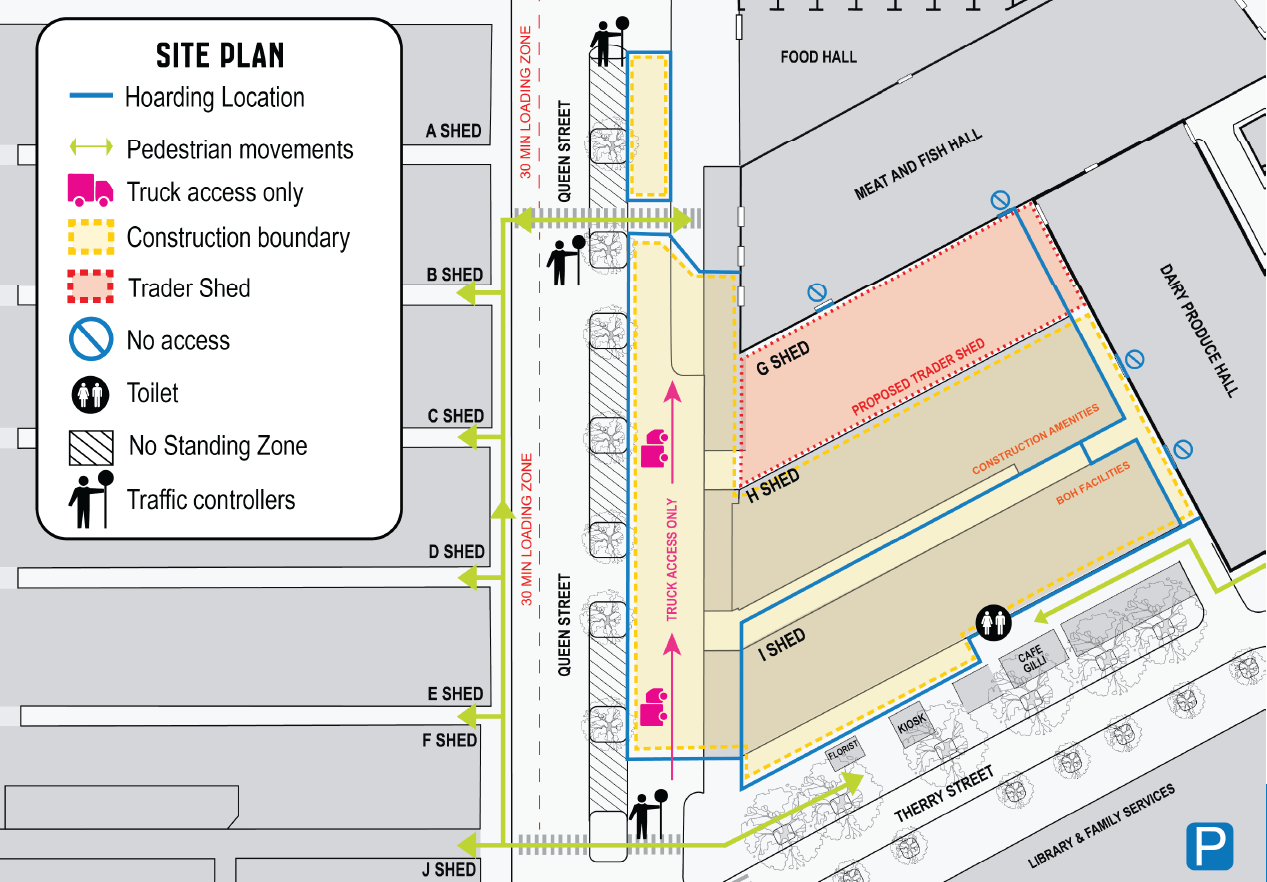 SITE PLAN
Hoarding Location
Pedestrian movements
Truck access only
Construction boundary
Trader Shed
No access
Toilet
No Standing Zone
Traffic controllers
A SHED
B SHED
C SHED
D SHED
E SHED
F SHED
J SHED
30 MIN LOADING ZONE
QUEEN STREET
30 MIN LOADING ZONE
QUEEN STREET
TRUCK ACCESS ONLY
FOOD HALL
MEAT AND FISH HALL
DAIRY PRODUCE HALL
G SHED
PROPOSED TRADER SHED
H SHED
CONSTRUCTION AMENITIES
BOH FACILITIES
I SHED
CAFE
GILLI
KIOSK
FLORIST
THERRY STREET
LIBRARY & FAMILY SERVICES
P